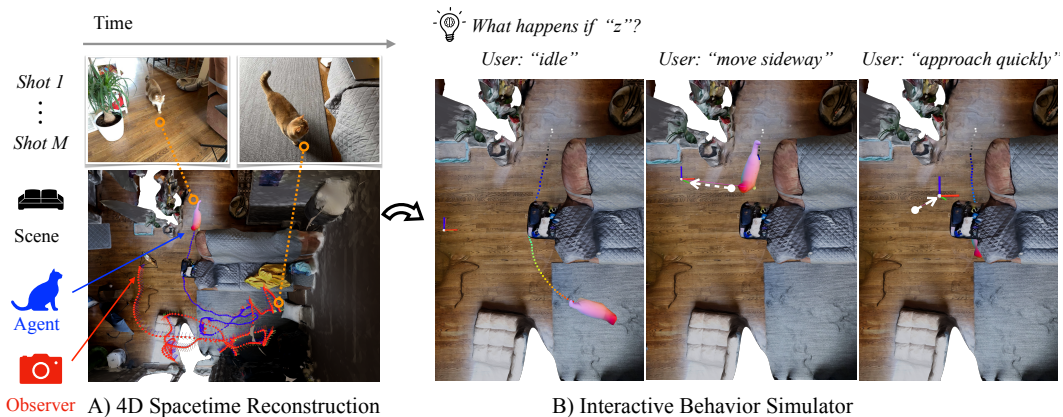 Time
What happens if “z”?
User: “idle”
User: “move sideway”
User: “approach quickly”
Shot 1
Shot M
Scene
Agent
Observer
A) 4D Spacetime Reconstruction
B) Interactive Behavior Simulator